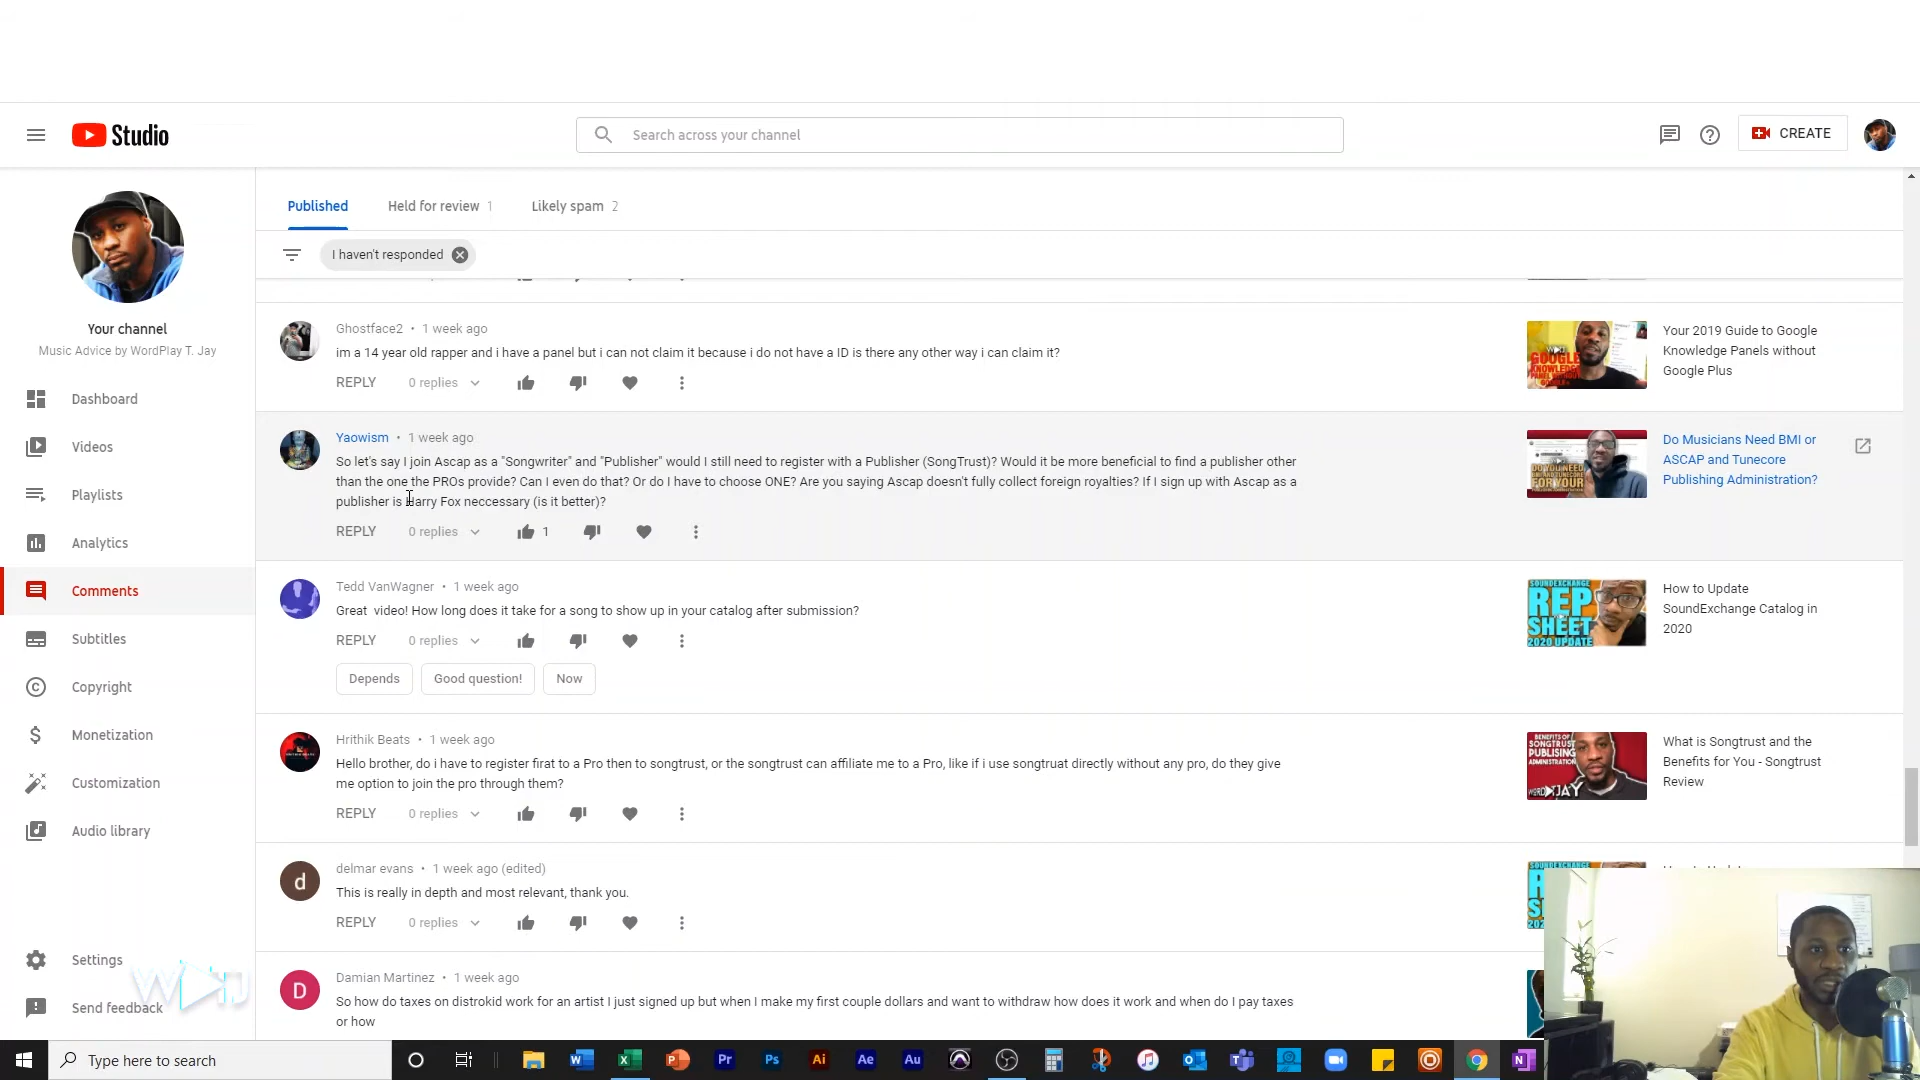 Studio
Search across your channel
CREATE
Your channel
Music Advice by WordPlay T. Jay
Dashboard
Videos
Playlists
Analytics
Comments
Subtitles
Copyright
Monetization
Customization
Audio library
Settings
Send feedback
Published
Held for review 1
Likely spam 2
I haven't responded
Ghostface2 • 1 week ago
im a 14 year old rapper and i have a panel but i can not claim it because i do not have a ID is there any other way i can claim it?
REPLY 0 replies
Your 2019 Guide to Google
Knowledge Panels without
Google Plus
Yaowism • 1 week ago
So let's say I join Ascap as a "Songwriter" and "Publisher" would I still need to register with a Publisher (SongTrust)? Would it be more beneficial to find a publisher other
than the one the PROs provide? Can I even do that? Or do I have to choose ONE? Are you saying Ascap doesn't fully collect foreign royalties? If I sign up with Ascap as a
publisher is Harry Fox neccessary (is it better)?
REPLY 0 replies 1
Do Musicians Need BMI or
ASCAP and Tunecore
Publishing Administration?
Tedd VanWagner • 1 week ago
Great video! How long does it take for a song to show up in your catalog after submission?
REPLY 0 replies
Depends
Good question!
Now
REP
SHEET
2020 UPDATE
How to Update
SoundExchange Catalog in
2020
Hrithik Beats • 1 week ago
Hello brother, do i have to register firat to a Pro then to songtrust, or the songtrust can affiliate me to a Pro, like if i use songtruat directly without any pro, do they give
me option to join the pro through them?
REPLY 0 replies
BENEFITS OF
SONGTRUST
PUBLISING
ADMINISTRATION
What is Songtrust and the
Benefits for You - Songtrust
Review
delmar evans • 1 week ago (edited)
This is really in depth and most relevant, thank you.
REPLY 0 replies
d
Damian Martinez • 1 week ago
So how do taxes on distrokid work for an artist I just signed up but when I make my first couple dollars and want to withdraw how does it work and when do I pay taxes
or how
D
Type here to search
Pr
Ps
Ai
Ae
Au